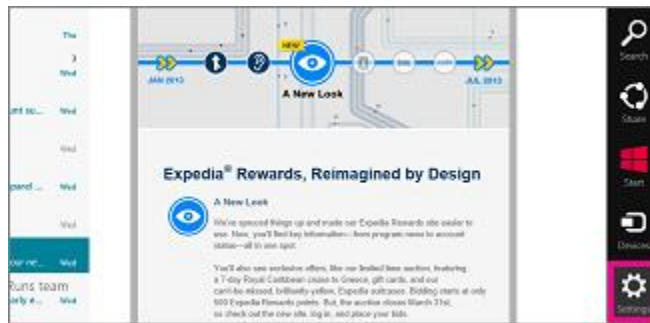 Thu
3
Wed
Wed
Wed
Wed
Wed
Wed
Runs team
Wed
NEW
JAN 2013
JUL 2013
A New Look
Expedia® Rewards, Reimagined by Design
A New Look
We've spruced things up and made our Expedia Rewards site easier to
use. Now, you'll find key information—from program news to account
status—all in one spot.
You'll also see exclusive offers, like our limited time auction, featuring
a 7-day Royal Caribbean cruise to Greece, gift cards, and our
can't-be-missed, brilliantly yellow, Expedia suitcases. Bidding starts at only
500 Expedia Rewards points. But, the auction closes March 31st,
so check out the new site, log in, and place your bids.
Search
Share
Start
Devices
Settings